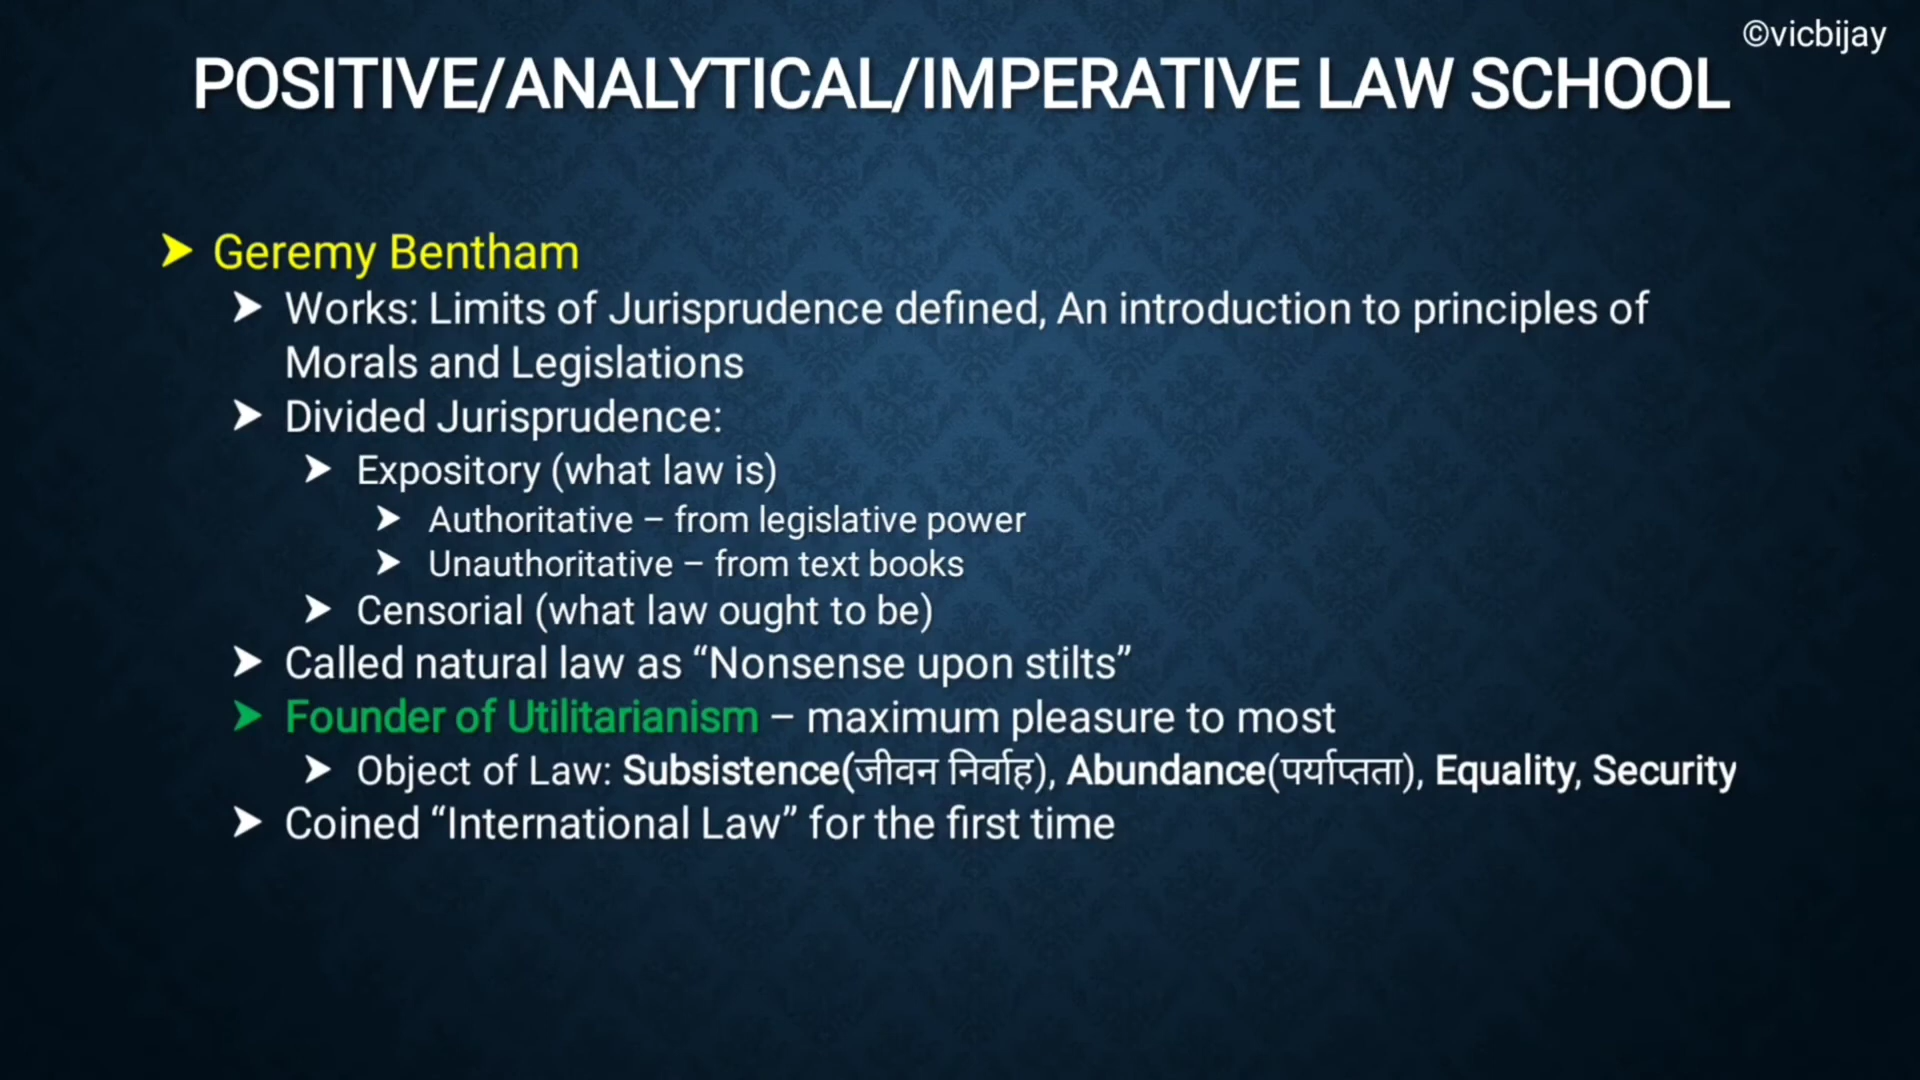 ©vicbijay
POSITIVE/ANALYTICAL/IMPERATIVE LAW SCHOOL
➤ Geremy Bentham
➤ Works: Limits of Jurisprudence defined, An introduction to principles of
Morals and Legislations
➤ Divided Jurisprudence:
➤ Expository (what law is)
➤ Authoritative – from legislative power
➤ Unauthoritative – from text books
➤ Censorial (what law ought to be)
➤ Called natural law as “Nonsense upon stilts”
➤ Founder of Utilitarianism – maximum pleasure to most
➤ Object of Law: Subsistence(जीवन निर्वाह), Abundance(पर्याप्तता), Equality, Security
➤ Coined “International Law” for the first time